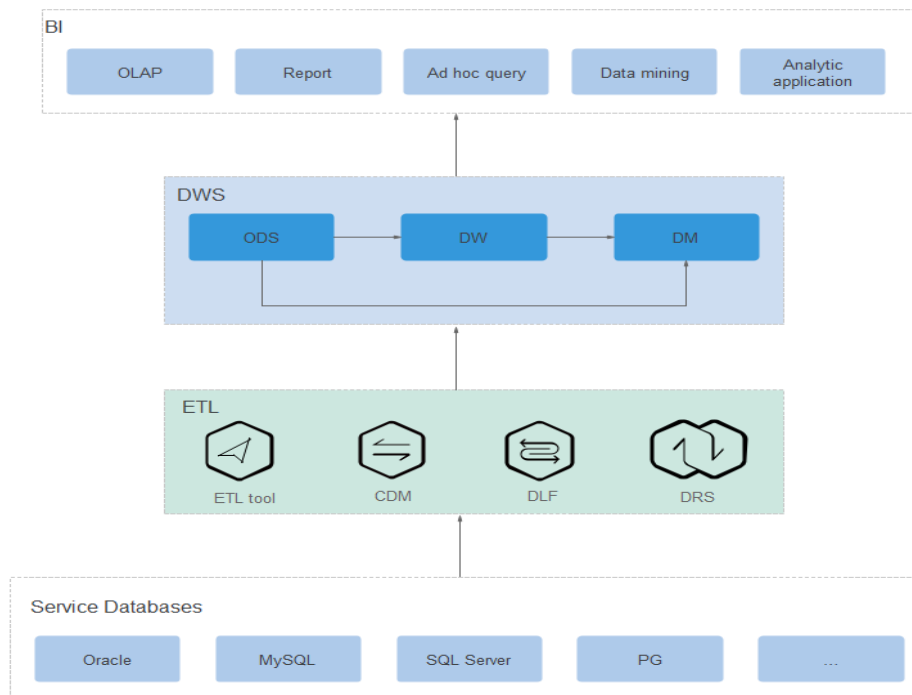 BI
OLAP
Report
Ad hoc query
Data mining
Analytic
application
DWS
ODS
DW
DM
ETL
ETL tool
CDM
DLF
DRS
Service Databases
Oracle
MySQL
SQL Server
PG
...